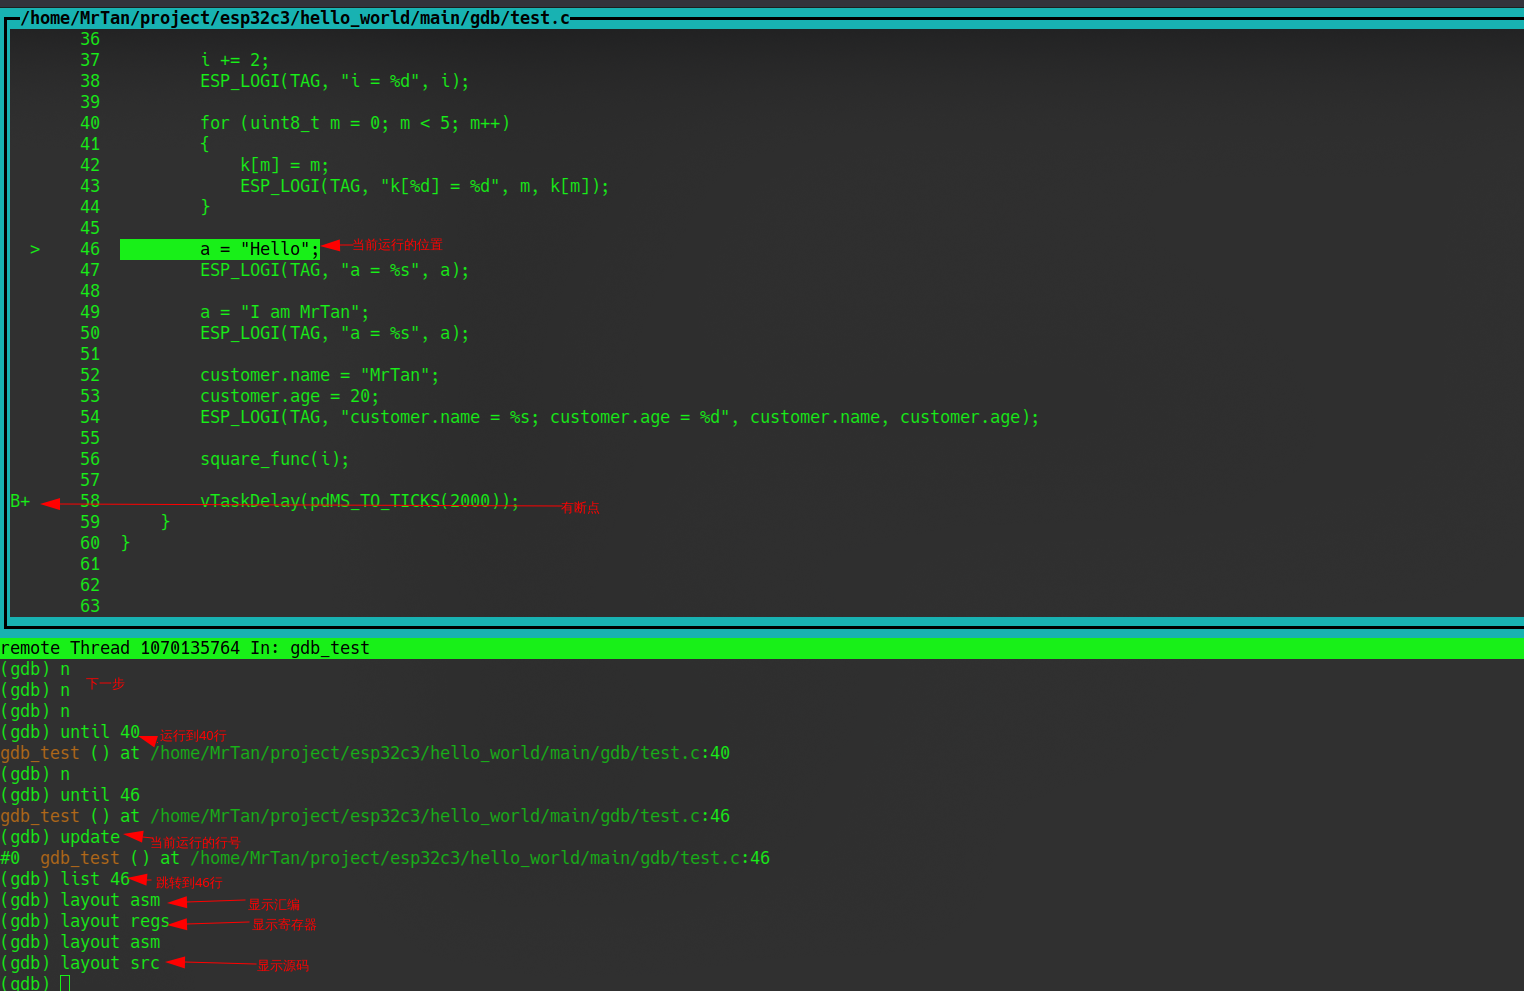 /home/MrTan/project/esp32c3/hello_world/main/gdb/test.c
36
37 i += 2;
38 ESP_LOGI(TAG, "i = %d", i);
39
40 for (uint8_t m = 0; m < 5; m++)
41 {
42 k[m] = m;
43 ESP_LOGI(TAG, "k[%d] = %d", m, k[m]);
44 }
45
> 46 a = "Hello"; 当前运行的位置
47 ESP_LOGI(TAG, "a = %s", a);
48
49 a = "I am MrTan";
50 ESP_LOGI(TAG, "a = %s", a);
51
52 customer.name = "MrTan";
53 customer.age = 20;
54 ESP_LOGI(TAG, "customer.name = %s; customer.age = %d", customer.name, customer.age);
55
56 square_func(i);
57
B+ 58 vTaskDelay(pdMS_TO_TICKS(2000)); 有断点
59 }
60 }
61
62
63
remote Thread 1070135764 In: gdb_test
(gdb) n
(gdb) n 下一步
(gdb) n
(gdb) until 40 运行到40行
gdb_test () at /home/MrTan/project/esp32c3/hello_world/main/gdb/test.c:40
(gdb) n
(gdb) until 46
gdb_test () at /home/MrTan/project/esp32c3/hello_world/main/gdb/test.c:46
(gdb) update 当前运行的行号
#0 gdb_test () at /home/MrTan/project/esp32c3/hello_world/main/gdb/test.c:46
(gdb) list 46 跳转到46行
(gdb) layout asm 显示汇编
(gdb) layout regs 显示寄存器
(gdb) layout asm
(gdb) layout src 显示源码
(gdb)